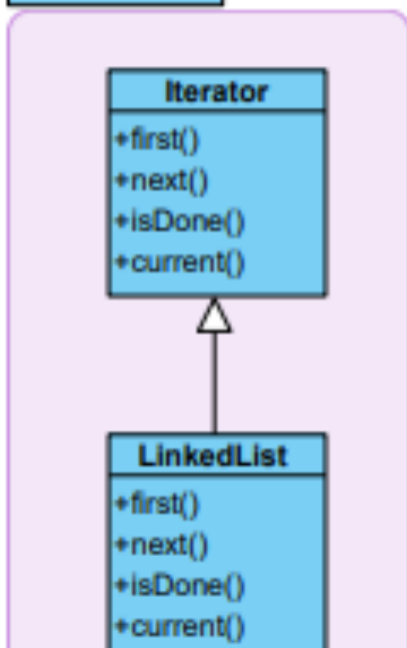 Iterator
+first()
+next()
+isDone()
+current()
LinkedList
+first()
+next()
+isDone()
+current()